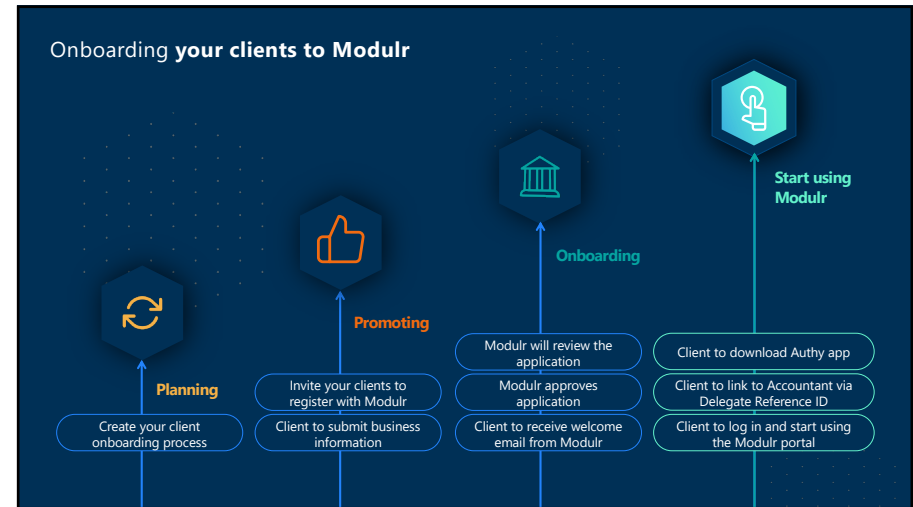 Onboarding your clients to Modulr
Planning
Create your client
onboarding process
Promoting
Invite your clients to
register with Modulr
Client to submit business
information
Onboarding
Modulr will review the
application
Modulr approves
application
Client to receive welcome
email from Modulr
Start using
Modulr
Client to download Authy app
Client to link to Accountant via
Delegate Reference ID
Client to log in and start using
the Modulr portal